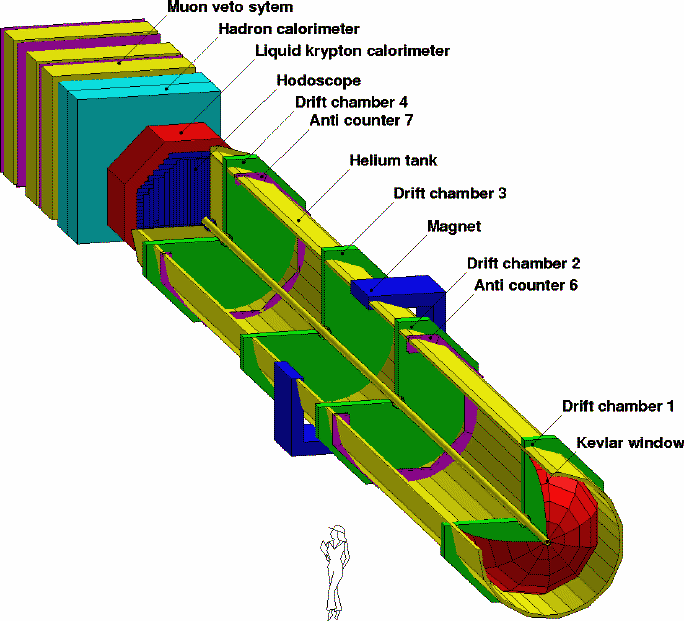 Muon veto sytem
Hadron calorimeter
Liquid krypton calorimeter
Hodoscope
Drift chamber 4
Anti counter 7
Helium tank
Drift chamber 3
Magnet
Drift chamber 2
Anti counter 6
Drift chamber 1
Kevlar window